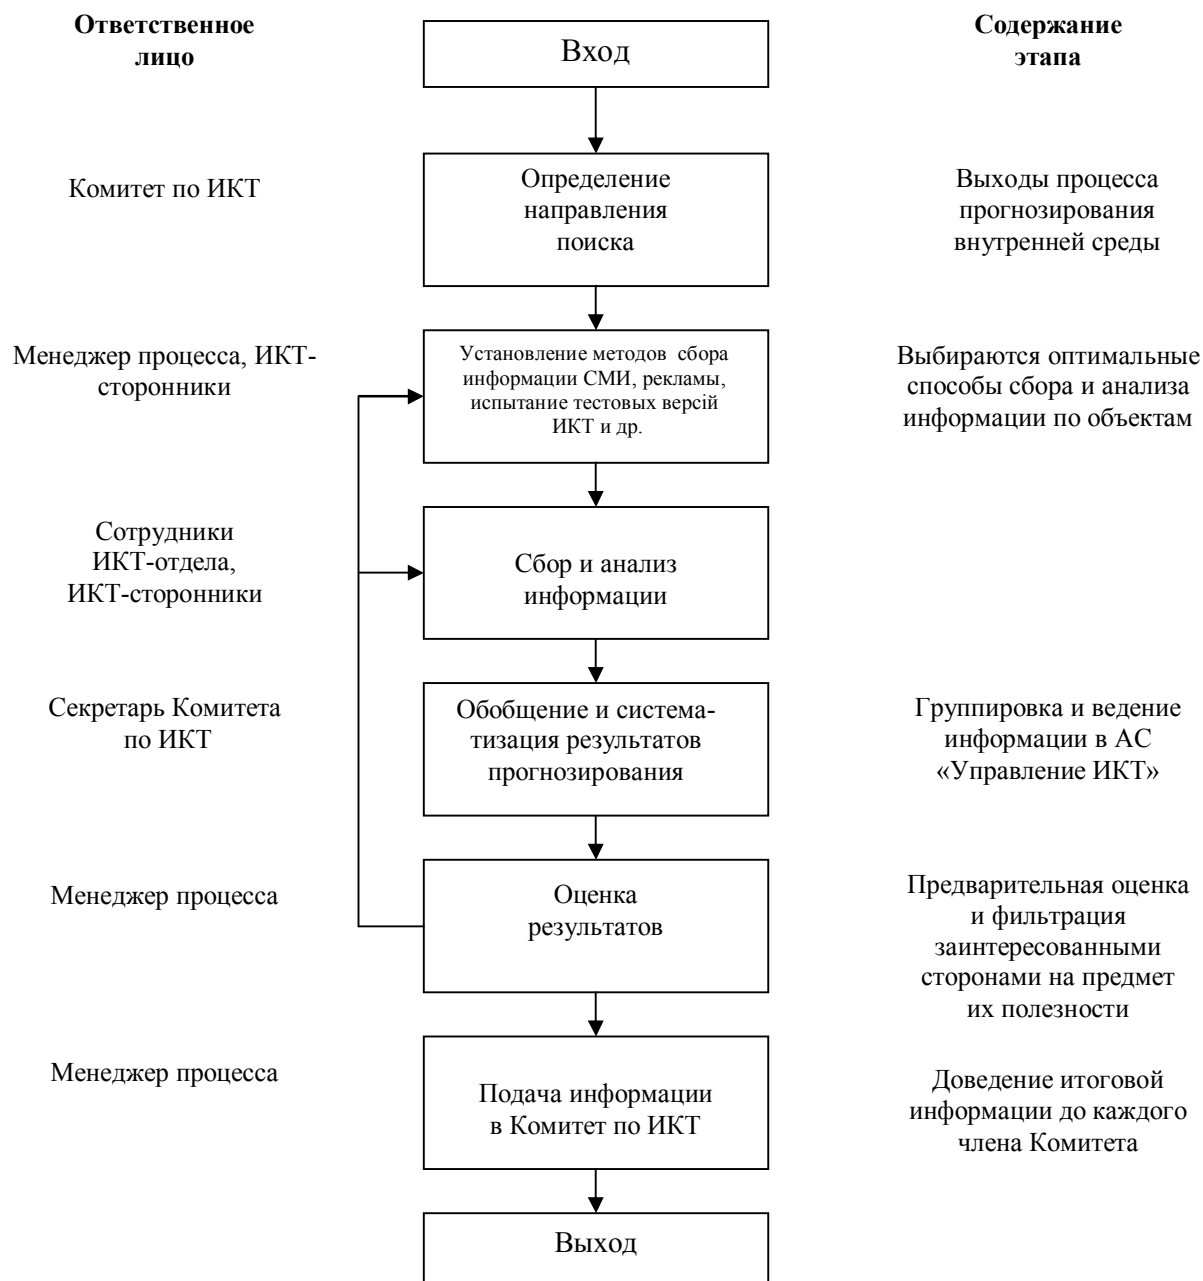 Ответственное
лицо
Вход
Содержание
этапа
Комитет по ИКТ
Определение
направления
поиска
Выходы процесса
прогнозирования
внутренней среды
Менеджер процесса, ИКТ-
сторонники
Установление методов сбора
информации СМИ, рекламы,
испытание тестовых версій
ИКТ и др.
Выбираются оптимальные
способы сбора и анализа
информации по объектам
Сотрудники
ИКТ-отдела,
ИКТ-сторонники
Сбор и анализ
информации
Секретарь Комитета
по ИКТ
Обобщение и система-
тизация результатов
прогнозирования
Группировка и ведение
информации в АС
«Управление ИКТ»
Менеджер процесса
Оценка
результатов
Предварительная оценка
и фильтрация
заинтересованными
сторонами на предмет
их полезности
Менеджер процесса
Подача информации
в Комитет по ИКТ
Доведение итоговой
информации до каждого
члена Комитета
Выход